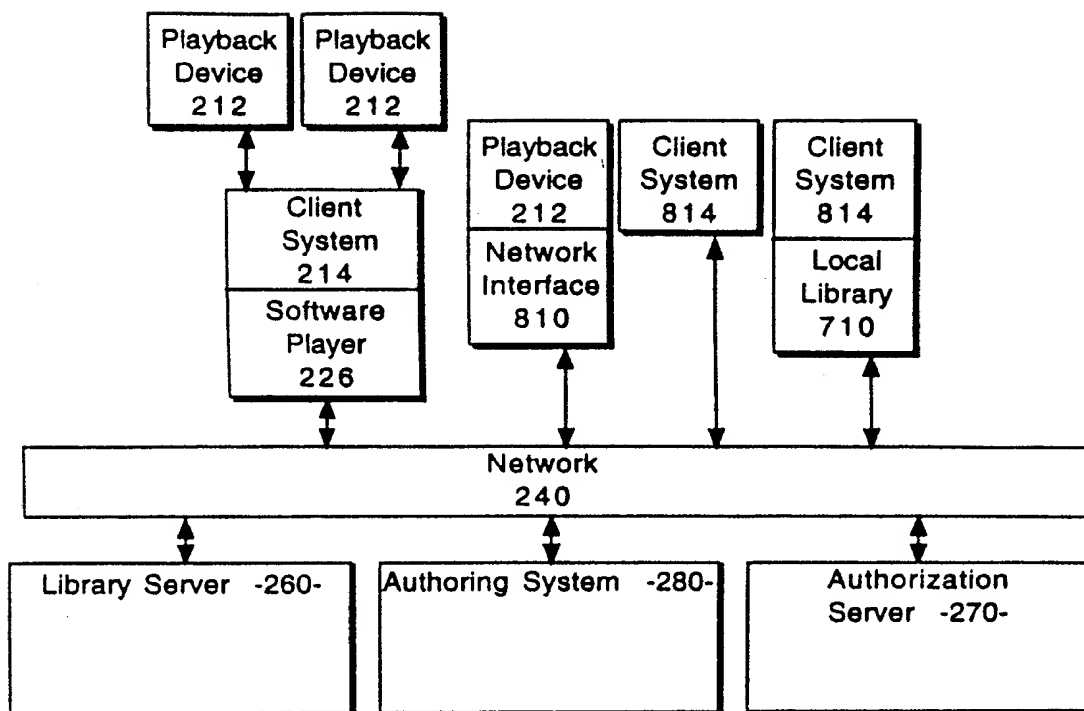 Playback
Device
212
Playback
Device
212
Client
System
214
Software
Player
226
Playback
Device
212
Network
Interface
810
Client
System
814
Client
System
814
Local
Library
710
Network
240
Library Server -260-
Authoring System -280-
Authorization
Server -270-